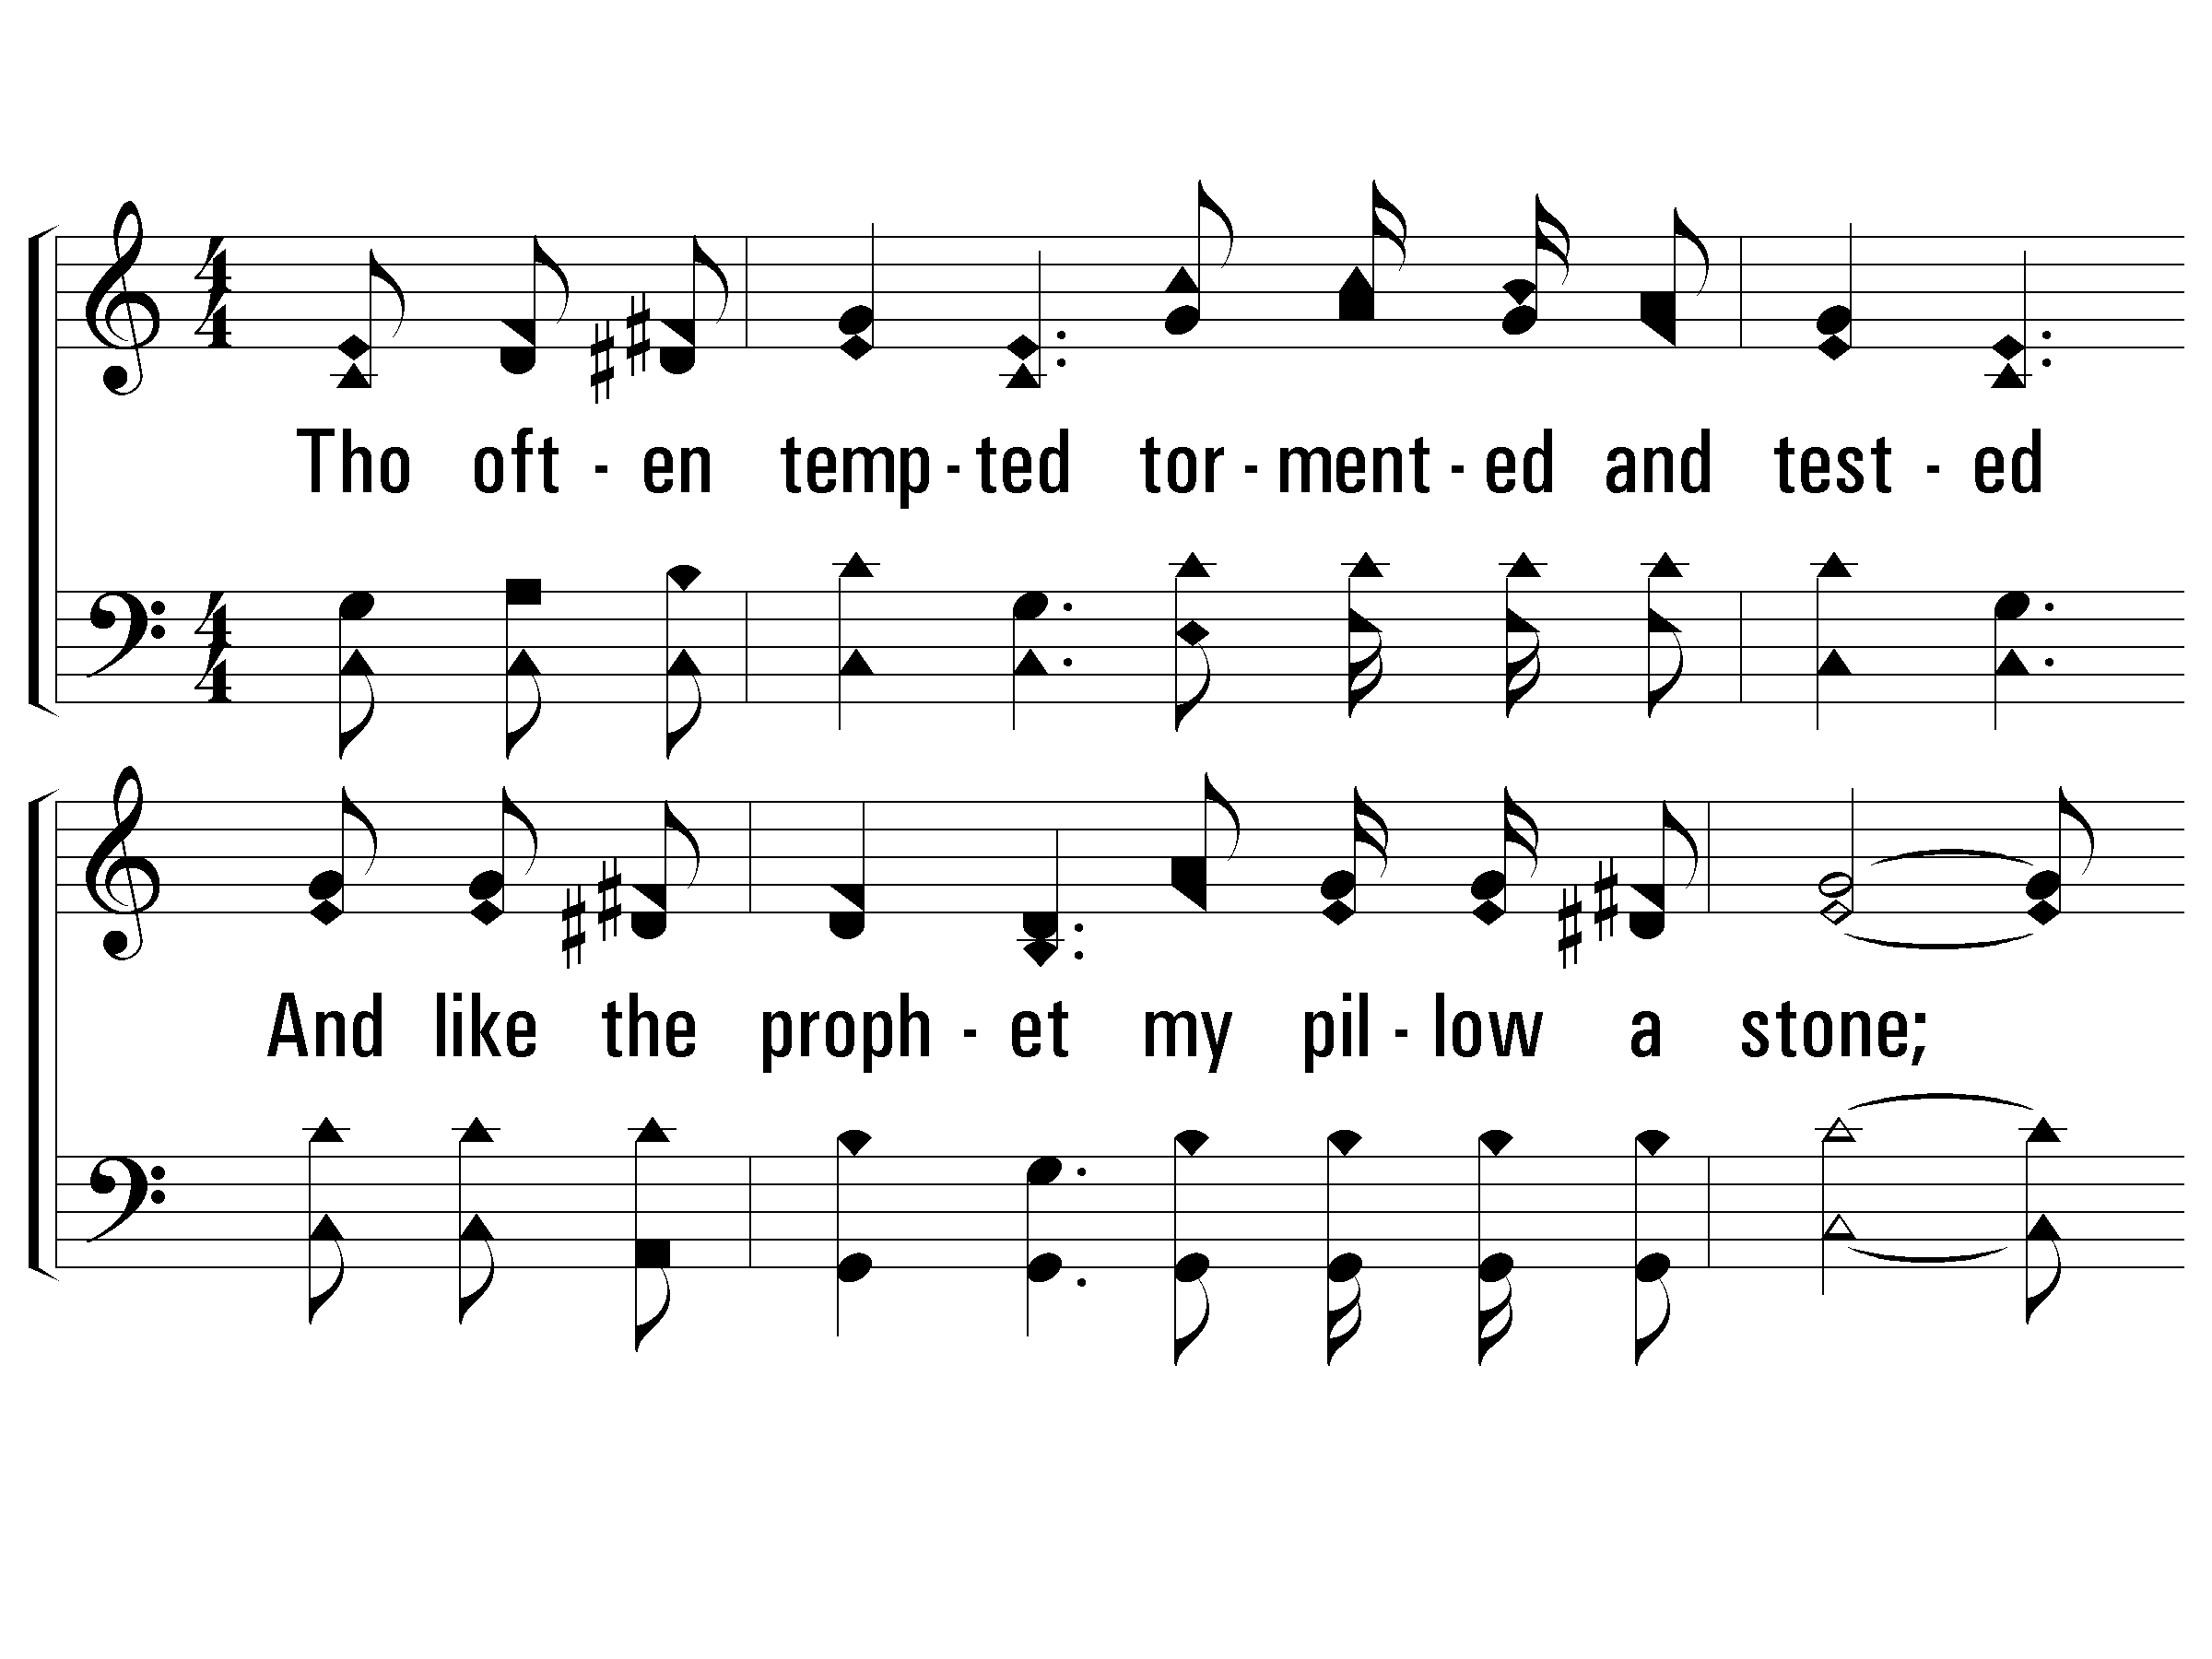 Tho oft - en temp - ted tor - ment - ed and test - ed
And like the proph - et my pil - low a stone;